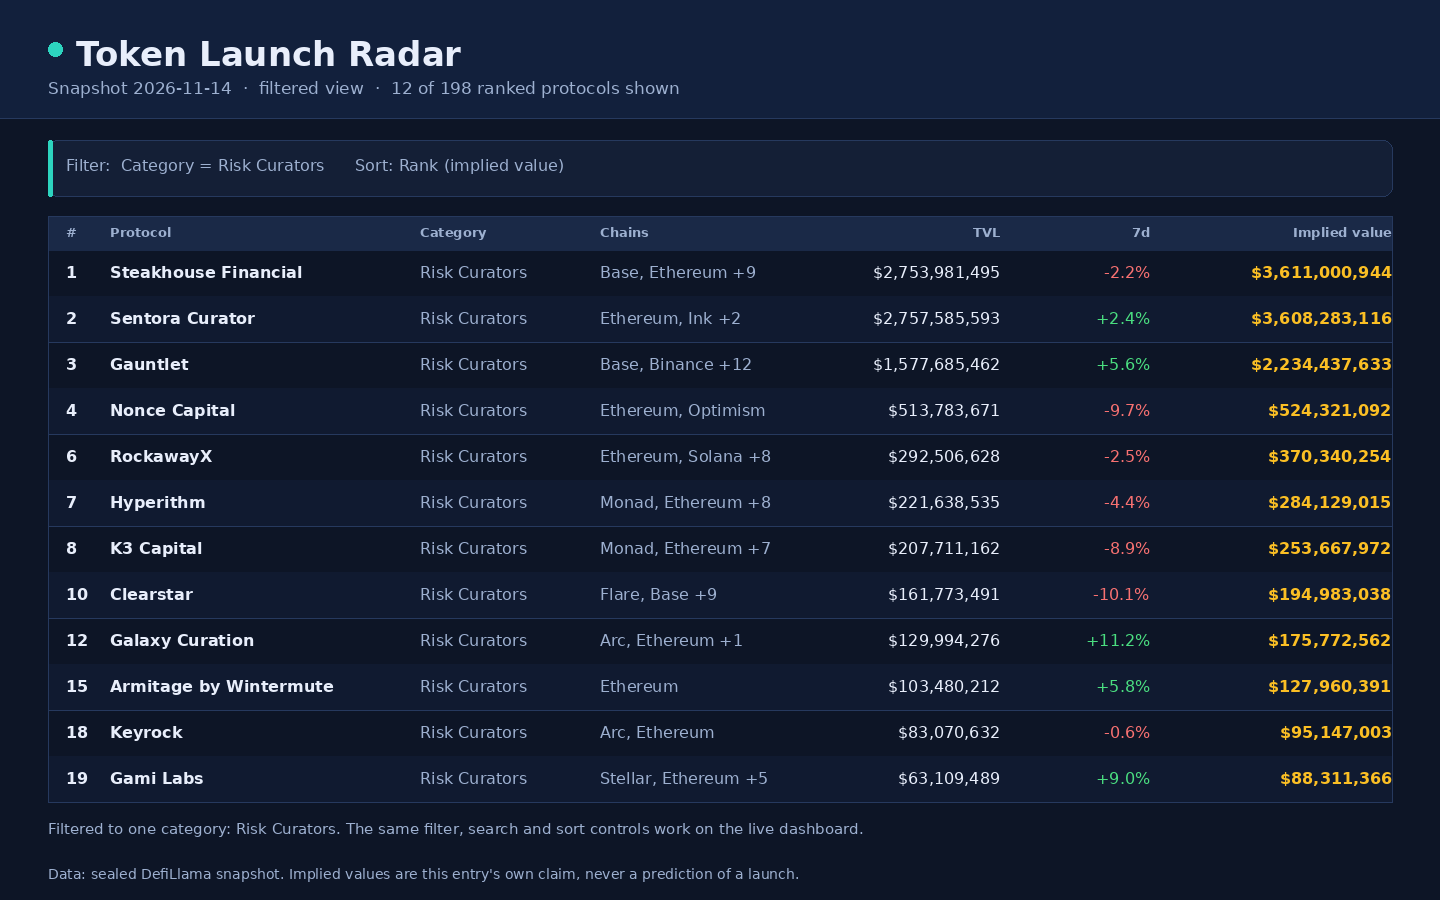 Token Launch Radar
Snapshot 2026-11-14 · filtered view · 12 of 198 ranked protocols shown
Filter: Category = Risk Curators Sort: Rank (implied value)
# Protocol Category Chains TVL 7d Implied value
1 Steakhouse Financial Risk Curators Base, Ethereum +9 $2,753,981,495 -2.2% $3,611,000,944
2 Sentora Curator Risk Curators Ethereum, Ink +2 $2,757,585,593 +2.4% $3,608,283,116
3 Gauntlet Risk Curators Base, Binance +12 $1,577,685,462 +5.6% $2,234,437,633
4 Nonce Capital Risk Curators Ethereum, Optimism $513,783,671 -9.7% $524,321,092
6 RockawayX Risk Curators Ethereum, Solana +8 $292,506,628 -2.5% $370,340,254
7 Hyperithm Risk Curators Monad, Ethereum +8 $221,638,535 -4.4% $284,129,015
8 K3 Capital Risk Curators Monad, Ethereum +7 $207,711,162 -8.9% $253,667,972
10 Clearstar Risk Curators Flare, Base +9 $161,773,491 -10.1% $194,983,038
12 Galaxy Curation Risk Curators Arc, Ethereum +1 $129,994,276 +11.2% $175,772,562
15 Armitage by Wintermute Risk Curators Ethereum $103,480,212 +5.8% $127,960,391
18 Keyrock Risk Curators Arc, Ethereum $83,070,632 -0.6% $95,147,003
19 Gami Labs Risk Curators Stellar, Ethereum +5 $63,109,489 +9.0% $88,311,366
Filtered to one category: Risk Curators. The same filter, search and sort controls work on the live dashboard.
Data: sealed DefiLlama snapshot. Implied values are this entry's own claim, never a prediction of a launch.